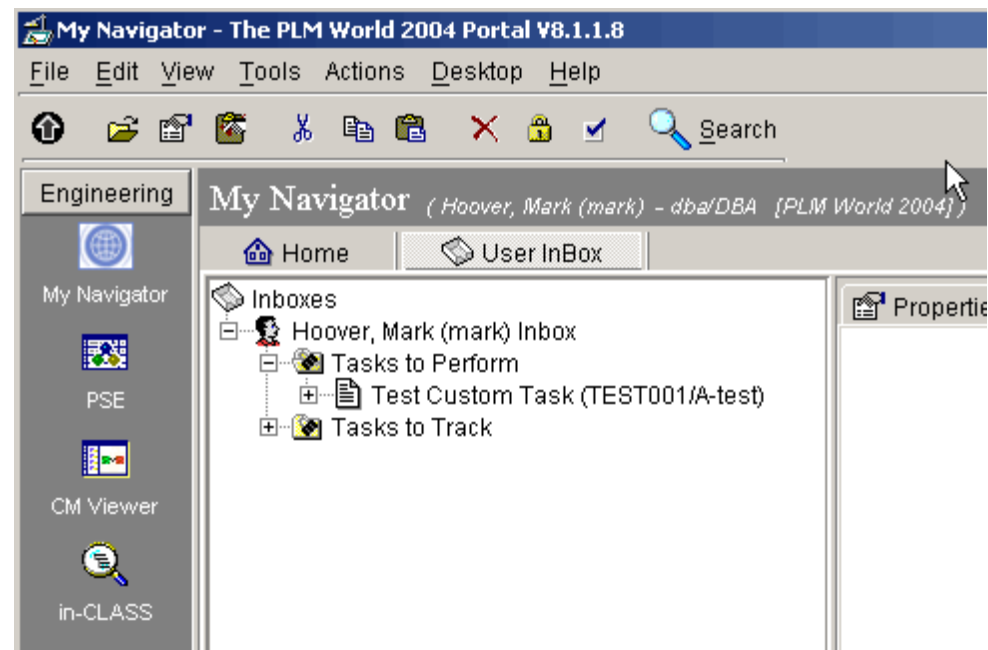 My Navigator - The PLM World 2004 Portal V8.1.1.8
File Edit View Tools Actions Desktop Help
Search
Engineering
My Navigator ( Hoover, Mark (mark) - dba/DBA [PLM World 2004] )
Home User InBox
My Navigator
Inboxes
Hoover, Mark (mark) Inbox
Tasks to Perform
Test Custom Task (TEST001/A-test)
Tasks to Track
Propertie
PSE
CM Viewer
in-CLASS